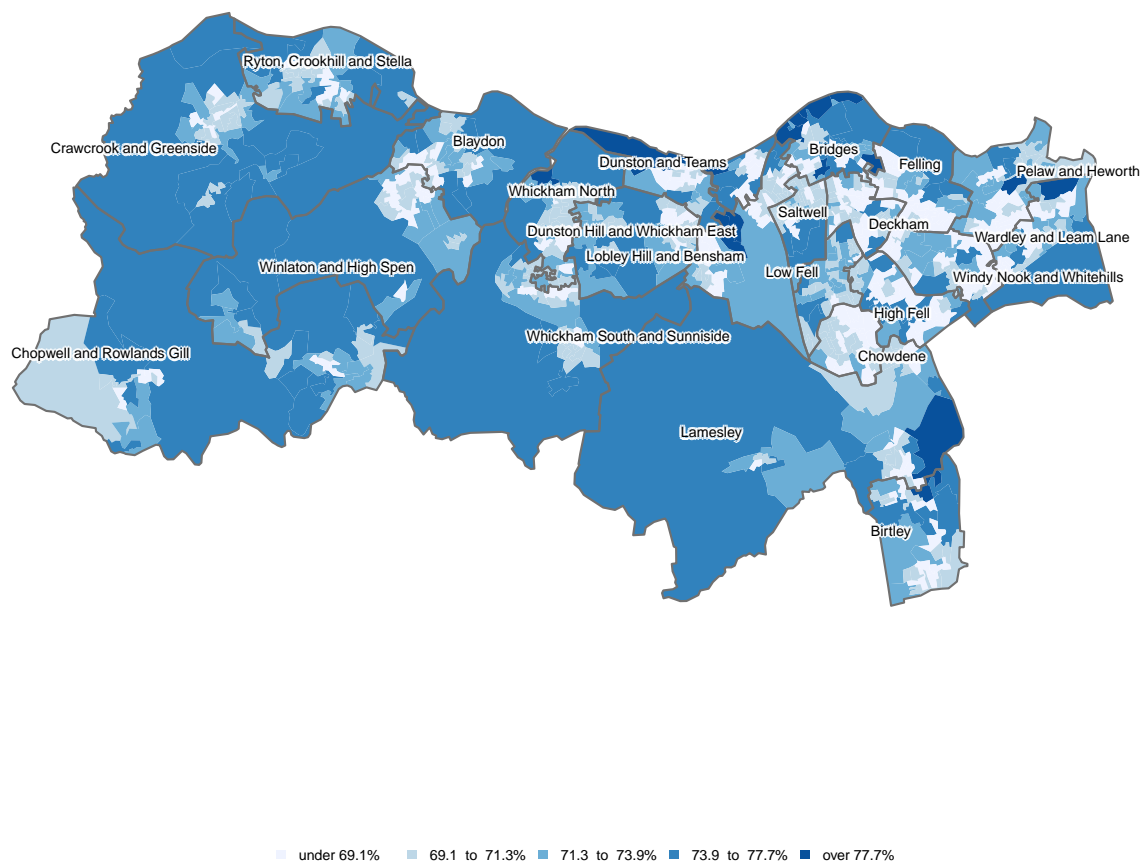 Ryton, Crookhill and Stella
Crawcrook and Greenside
Blaydon
Bridges
Dunston and Teams
Felling
Pelaw and Heworth
Whickham North
Saltwell
Deckham
Dunston Hill and Whickham East
Wardley and Leam Lane
Lobley Hill and Bensham
Winlaton and High Spen
Low Fell
Windy Nook and Whitehills
High Fell
Whickham South and Sunniside
Chopwell and Rowlands Gill
Chowdene
Lamesley
Birtley
under 69.1% 69.1 to 71.3% 71.3 to 73.9% 73.9 to 77.7% over 77.7%